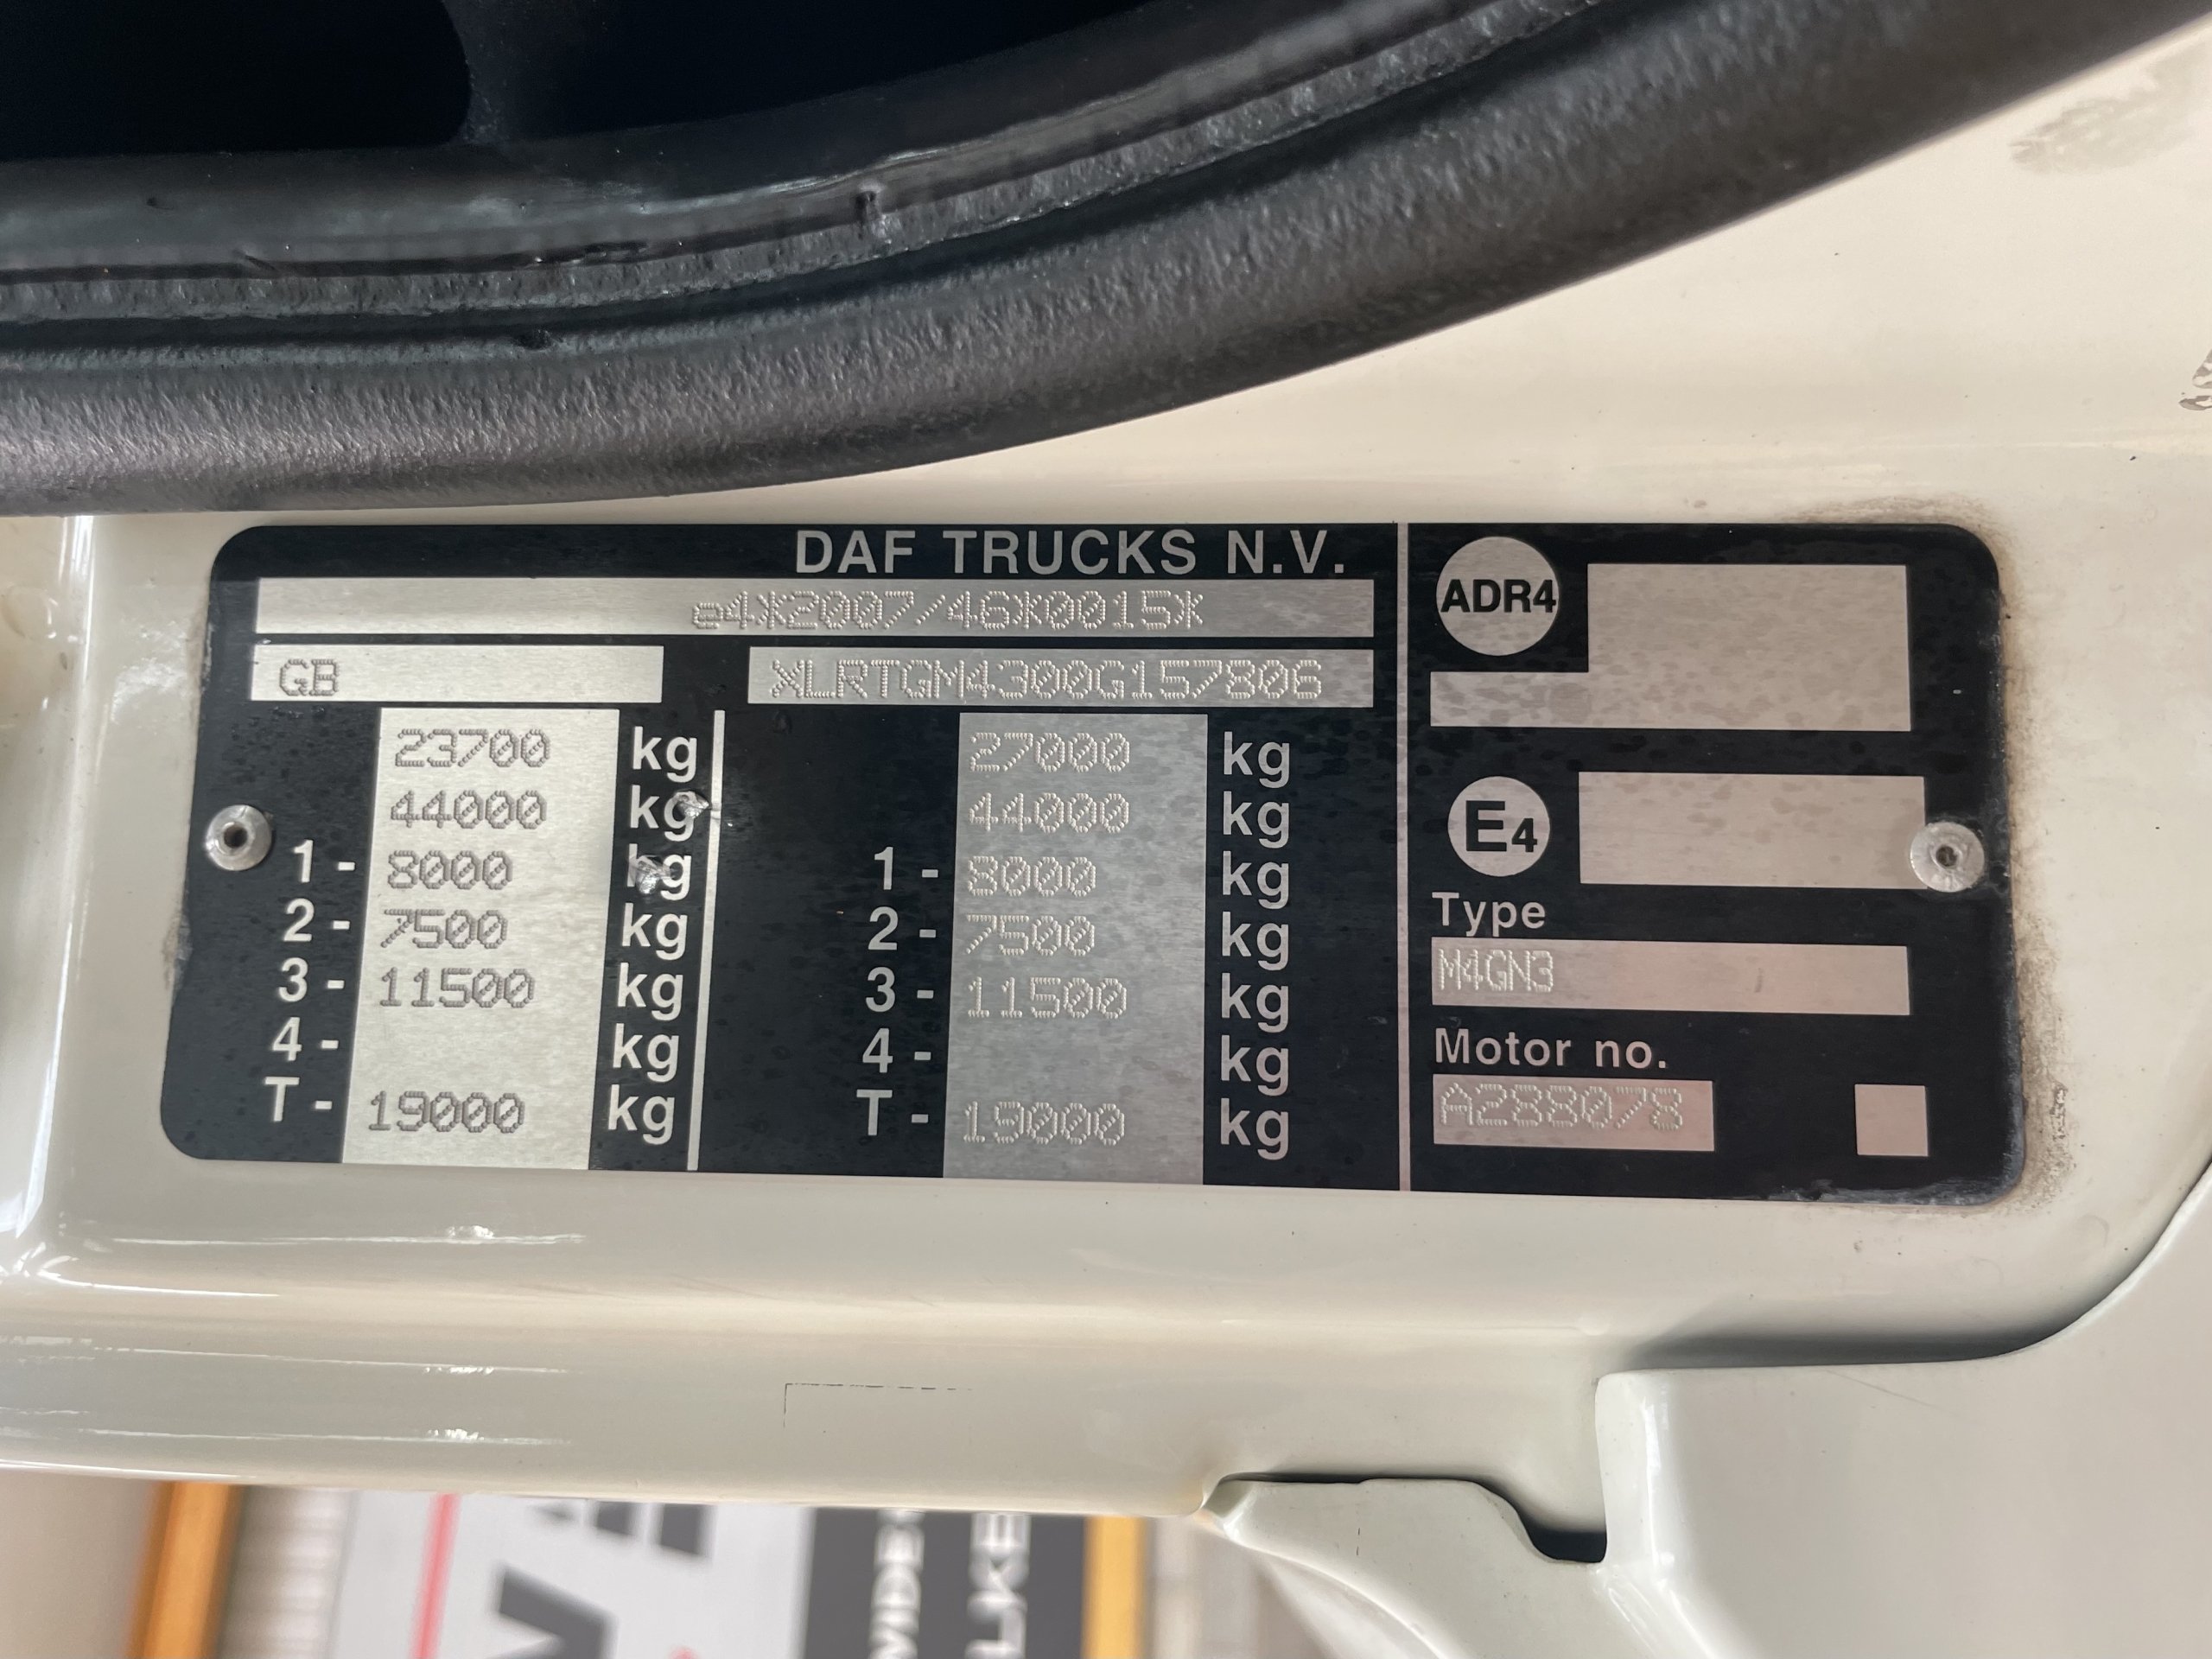 DAF TRUCKS N.V.
e4*2007/46*0015*
GB XLRTGM4300G157806
23700 kg 27000 kg
44000 kg 44000 kg
1 - 8000 kg 1 - 8000 kg
2 - 7500 kg 2 - 7500 kg
3 - 11500 kg 3 - 11500 kg
4 - kg 4 - kg
T - 19000 kg T - 19000 kg
ADR4
E4
Type
M4GN3
Motor no.
A288078